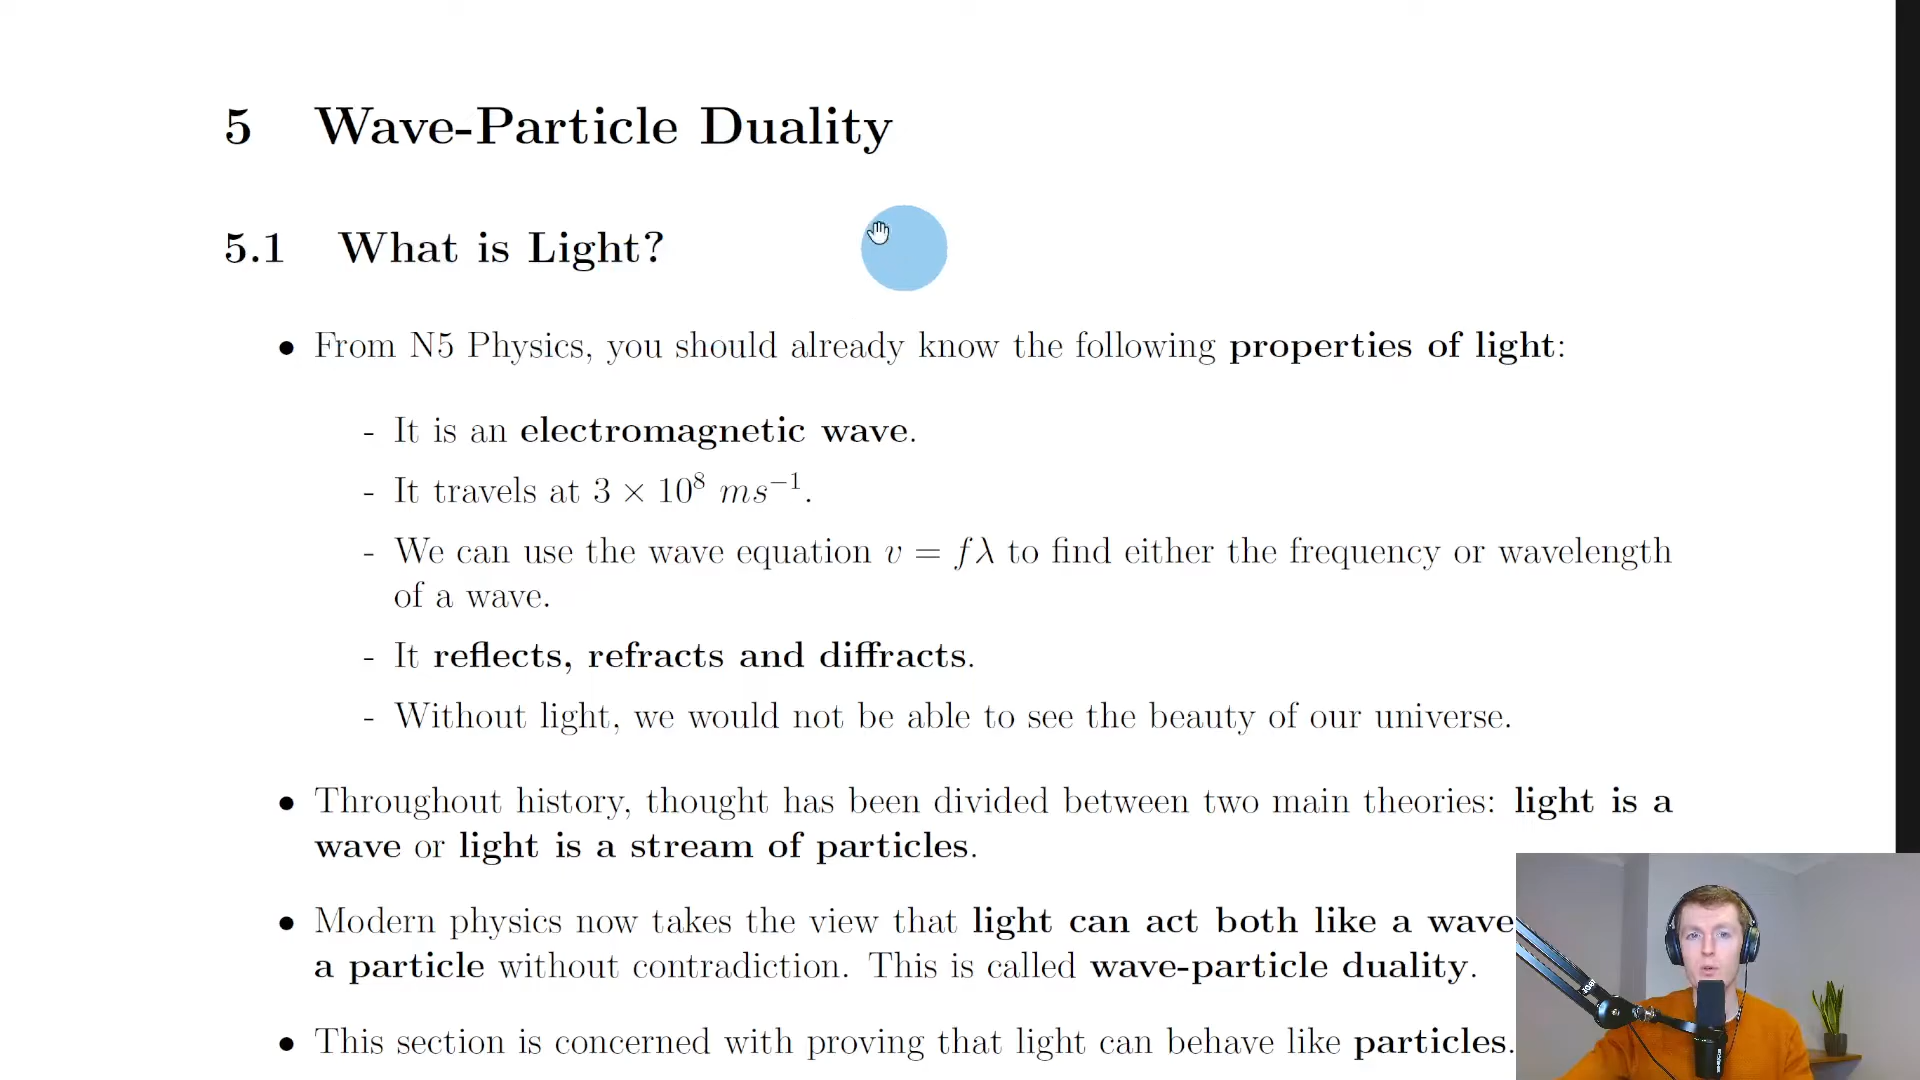 5 Wave-Particle Duality
5.1 What is Light?
• From N5 Physics, you should already know the following properties of light:
- It is an electromagnetic wave.
- It travels at 3 × 10⁸ ms⁻¹.
- We can use the wave equation v = fλ to find either the frequency or wavelength
of a wave.
- It reflects, refracts and diffracts.
- Without light, we would not be able to see the beauty of our universe.
• Throughout history, thought has been divided between two main theories: light is a
wave or light is a stream of particles.
• Modern physics now takes the view that light can act both like a wave
a particle without contradiction. This is called wave-particle duality.
• This section is concerned with proving that light can behave like particles.